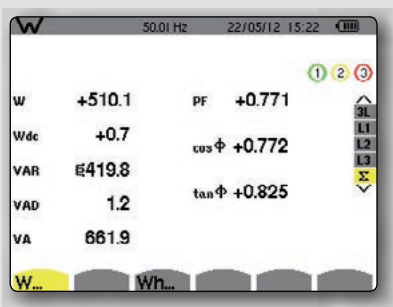 W 50.01 Hz 22/05/12 15:22
1 2 3
W +510.1 PF +0.771
3L
L1
Wdc +0.7 cos Φ +0.772
L2
L3
VAR 419.8 Σ
tan Φ +0.825
VAD 1.2
VA 661.9
W... Wh...